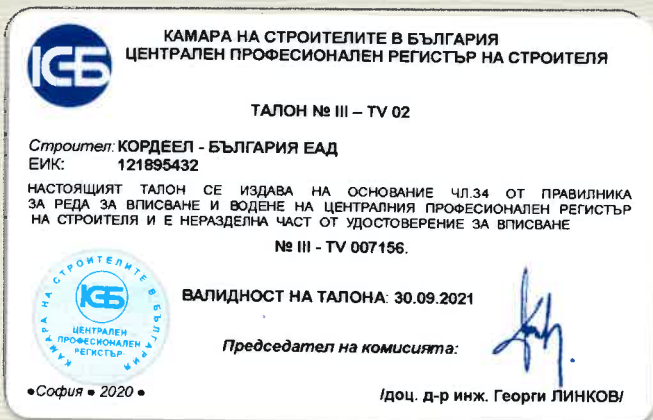 КСБ
КАМАРА НА СТРОИТЕЛИТЕ В БЪЛГАРИЯ
ЦЕНТРАЛЕН ПРОФЕСИОНАЛЕН РЕГИСТЪР НА СТРОИТЕЛЯ
ТАЛОН № III – TV 02
Строител: КОРДЕЕЛ - БЪЛГАРИЯ ЕАД
ЕИК: 121895432
НАСТОЯЩИЯТ ТАЛОН СЕ ИЗДАВА НА ОСНОВАНИЕ ЧЛ.34 ОТ ПРАВИЛНИКА
ЗА РЕДА ЗА ВПИСВАНЕ И ВОДЕНЕ НА ЦЕНТРАЛНИЯ ПРОФЕСИОНАЛЕН РЕГИСТЪР
НА СТРОИТЕЛЯ И Е НЕРАЗДЕЛНА ЧАСТ ОТ УДОСТОВЕРЕНИЕ ЗА ВПИСВАНЕ
№ III - TV 007156.
КАМАРА НА СТРОИТЕЛИТЕ В БЪЛГАРИЯ
КСБ
ЦЕНТРАЛЕН
ПРОФЕСИОНАЛЕН
РЕГИСТЪР
ВАЛИДНОСТ НА ТАЛОНА: 30.09.2021
Председател на комисията:
●София ● 2020 ●
/доц. д-р инж. Георги ЛИНКОВ/